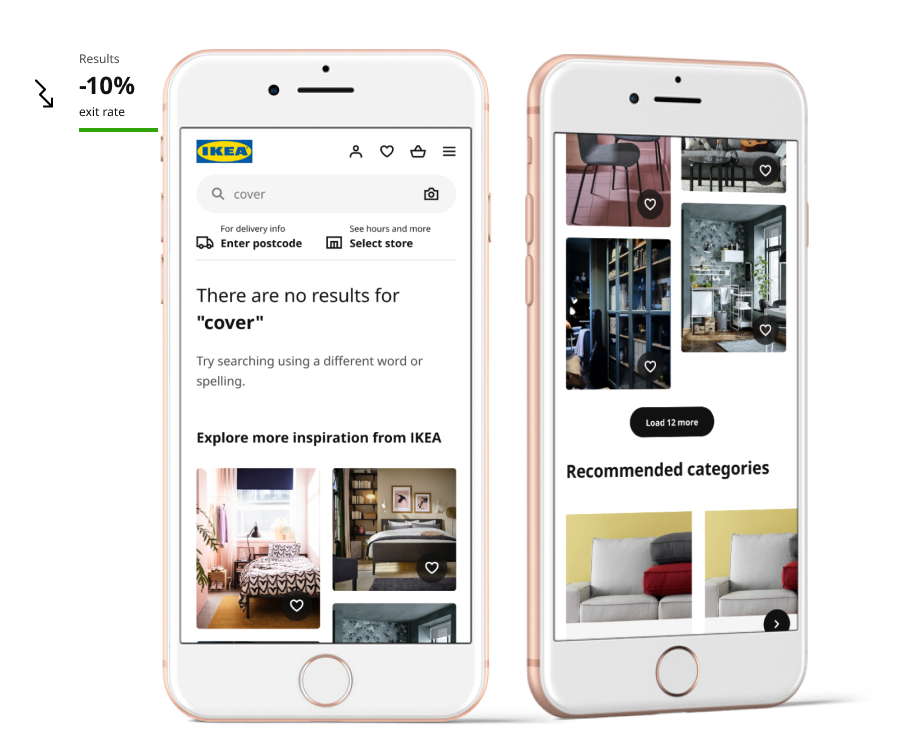 Results
-10%
exit rate
IKEA
cover
For delivery info
Enter postcode
See hours and more
Select store
There are no results for
"cover"
Try searching using a different word or
spelling.
Explore more inspiration from IKEA
Load 12 more
Recommended categories